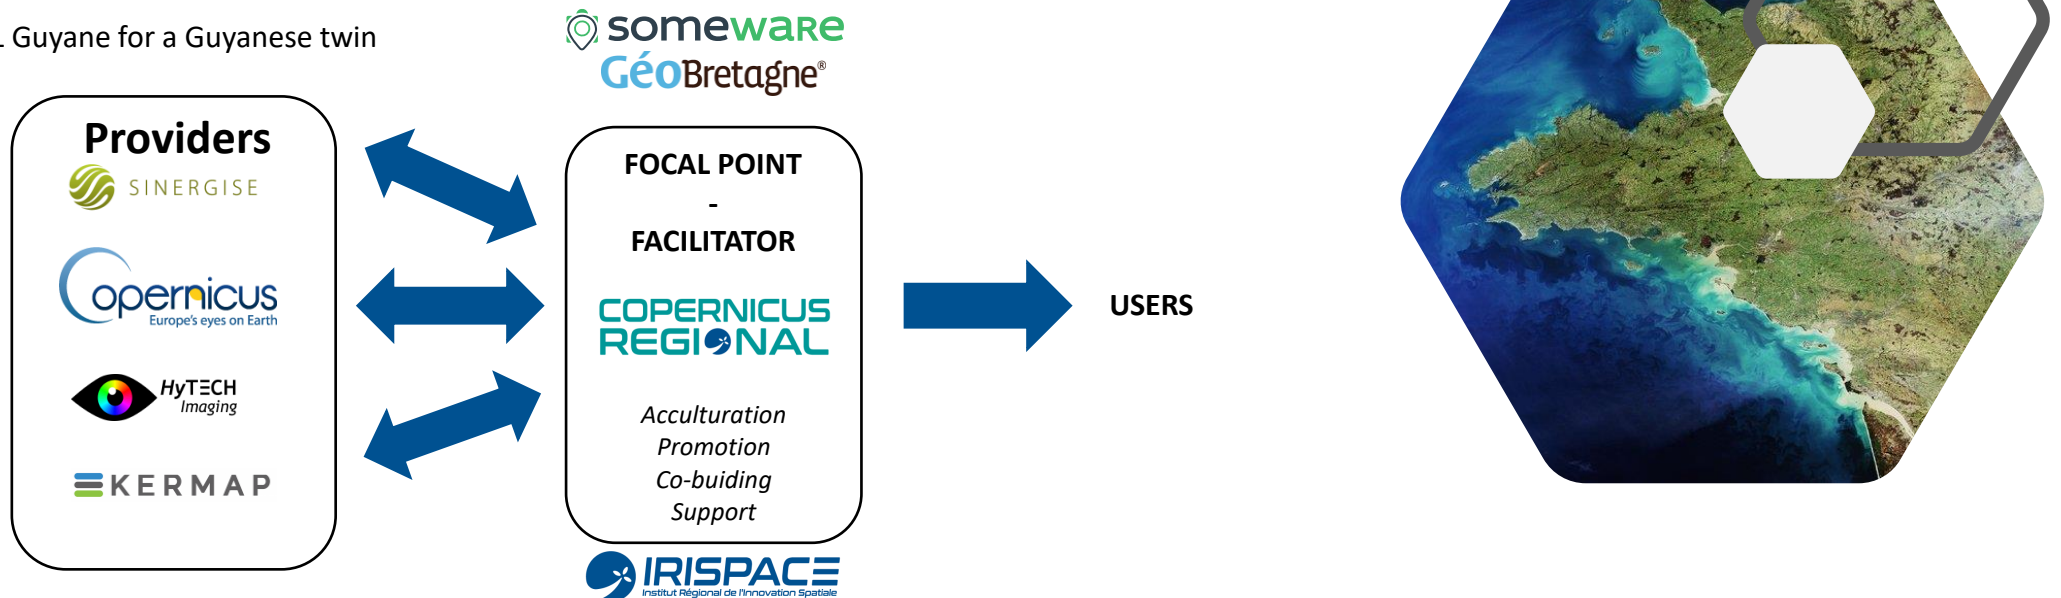 Guyane for a Guyanese twin
someware
GéoBretagne®
Providers
SINERGISE
Copernicus
Europe's eyes on Earth
HyTECH
Imaging
KERMAP
FOCAL POINT
-
FACILITATOR
COPERNICUS
REGIONAL
Acculturation
Promotion
Co-buiding
Support
IRISPACE
Institut Régional de l'Innovation Spatiale
USERS